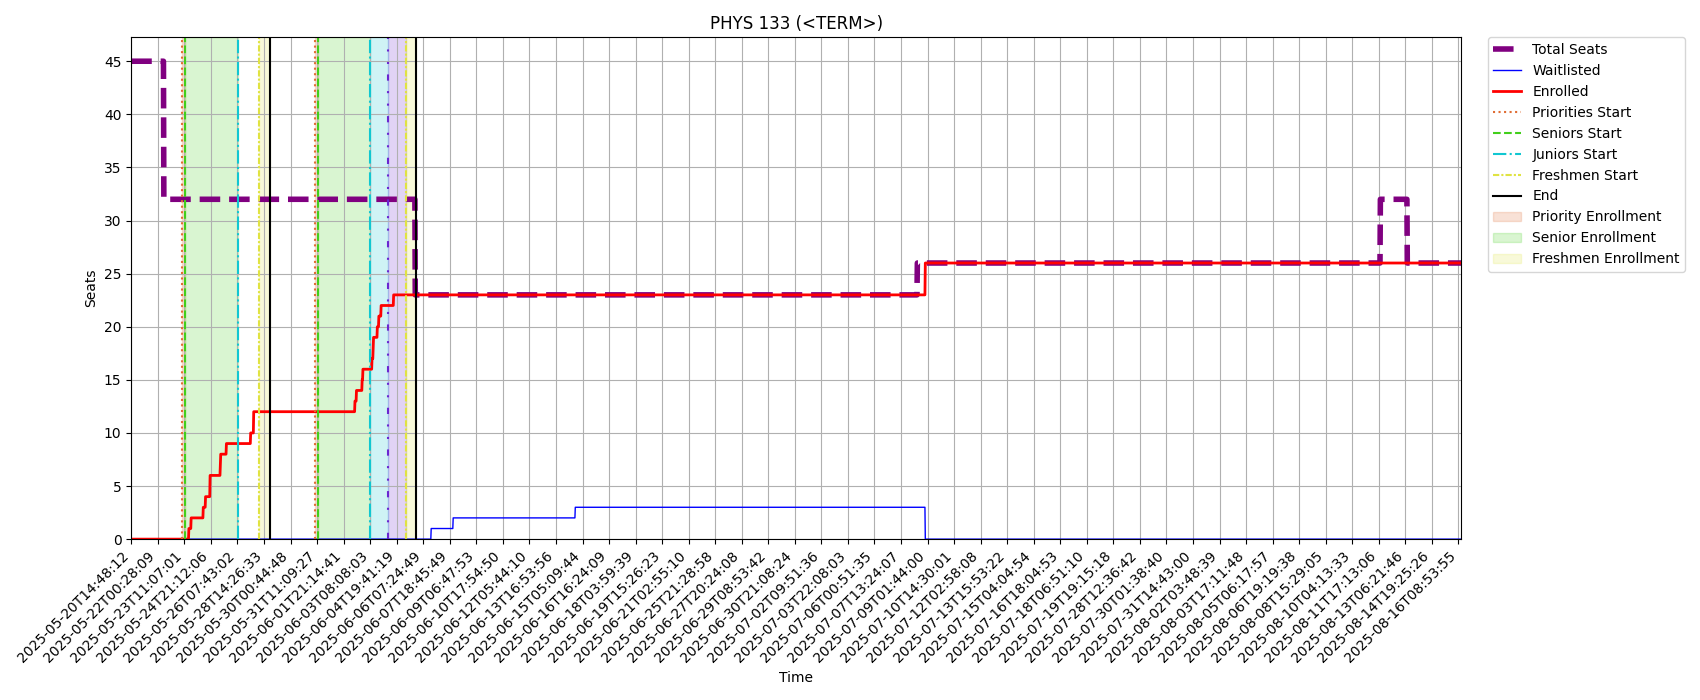 PHYS 133 (<TERM>)
Seats
45
40
35
30
25
20
15
10
5
0
2025-05-20T14:48:12
2025-05-22T00:28:09
2025-05-23T11:07:01
2025-05-24T21:12:06
2025-05-26T07:43:02
2025-05-28T14:26:33
2025-05-30T00:44:48
2025-05-31T11:09:27
2025-06-01T21:14:41
2025-06-03T08:08:03
2025-06-04T19:41:19
2025-06-06T07:24:49
2025-06-07T18:45:49
2025-06-09T06:47:53
2025-06-10T17:54:50
2025-06-12T05:44:10
2025-06-13T16:53:56
2025-06-15T05:09:44
2025-06-16T16:24:09
2025-06-18T03:59:39
2025-06-19T15:26:23
2025-06-21T02:55:10
2025-06-25T21:28:58
2025-06-27T20:24:08
2025-06-29T08:53:42
2025-06-30T21:08:24
2025-07-02T09:51:36
2025-07-03T22:08:03
2025-07-06T00:51:35
2025-07-07T13:24:07
2025-07-09T01:44:00
2025-07-10T14:30:01
2025-07-12T02:58:08
2025-07-13T15:53:22
2025-07-15T04:04:54
2025-07-16T18:04:53
2025-07-18T06:51:10
2025-07-19T19:15:18
2025-07-28T12:36:42
2025-07-30T01:38:40
2025-07-31T14:43:00
2025-08-02T03:48:39
2025-08-03T17:11:48
2025-08-05T06:17:57
2025-08-06T19:19:38
2025-08-08T15:29:05
2025-08-10T04:13:33
2025-08-11T17:13:06
2025-08-13T06:21:46
2025-08-14T19:25:26
2025-08-16T08:53:55
Time
Total Seats
Waitlisted
Enrolled
Priorities Start
Seniors Start
Juniors Start
Freshmen Start
End
Priority Enrollment
Senior Enrollment
Freshmen Enrollment